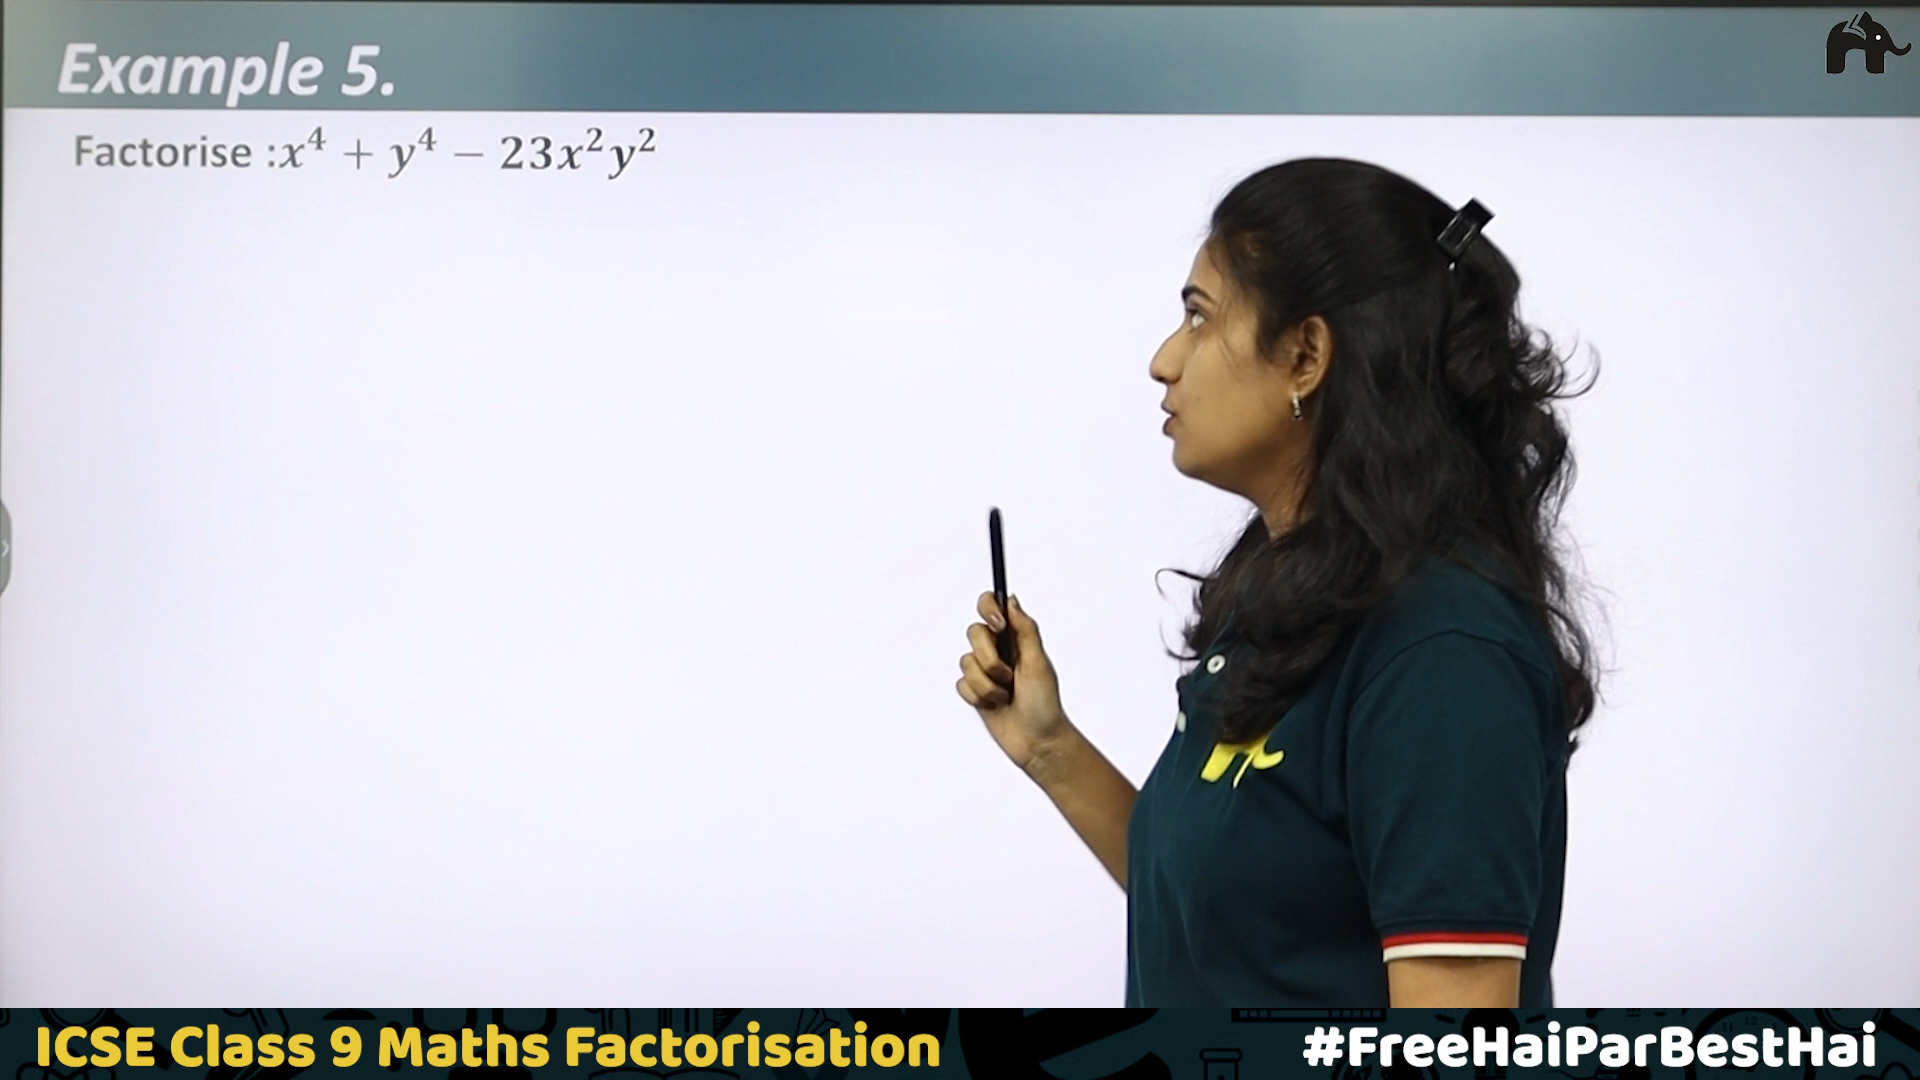 Example 5.
Factorise :x⁴ + y⁴ − 23x²y²
ICSE Class 9 Maths Factorisation
#FreeHaiParBestHai